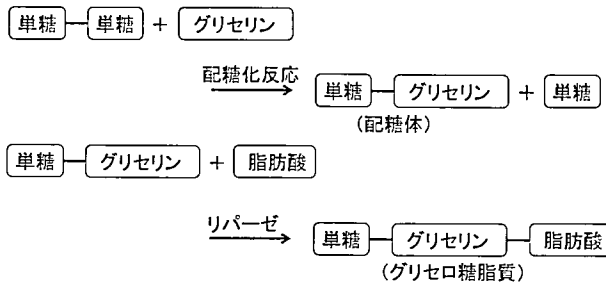 単糖 単糖 + グリセリン
配糖化反応
単糖 グリセリン + 単糖
(配糖体)
単糖 グリセリン + 脂肪酸
リパーゼ
単糖 グリセリン 脂肪酸
(グリセロ糖脂質)